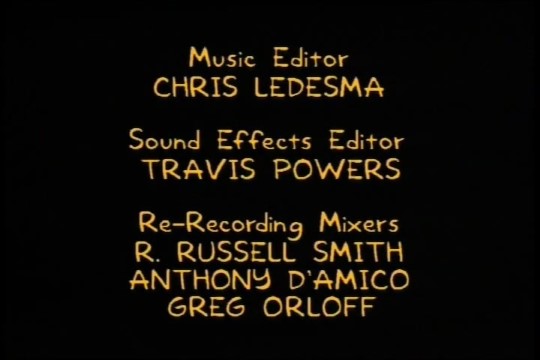 Music Editor
CHRIS LEDESMA
Sound Effects Editor
TRAVIS POWERS
Re-Recording Mixers
R. RUSSELL SMITH
ANTHONY D'AMICO
GREG ORLOFF